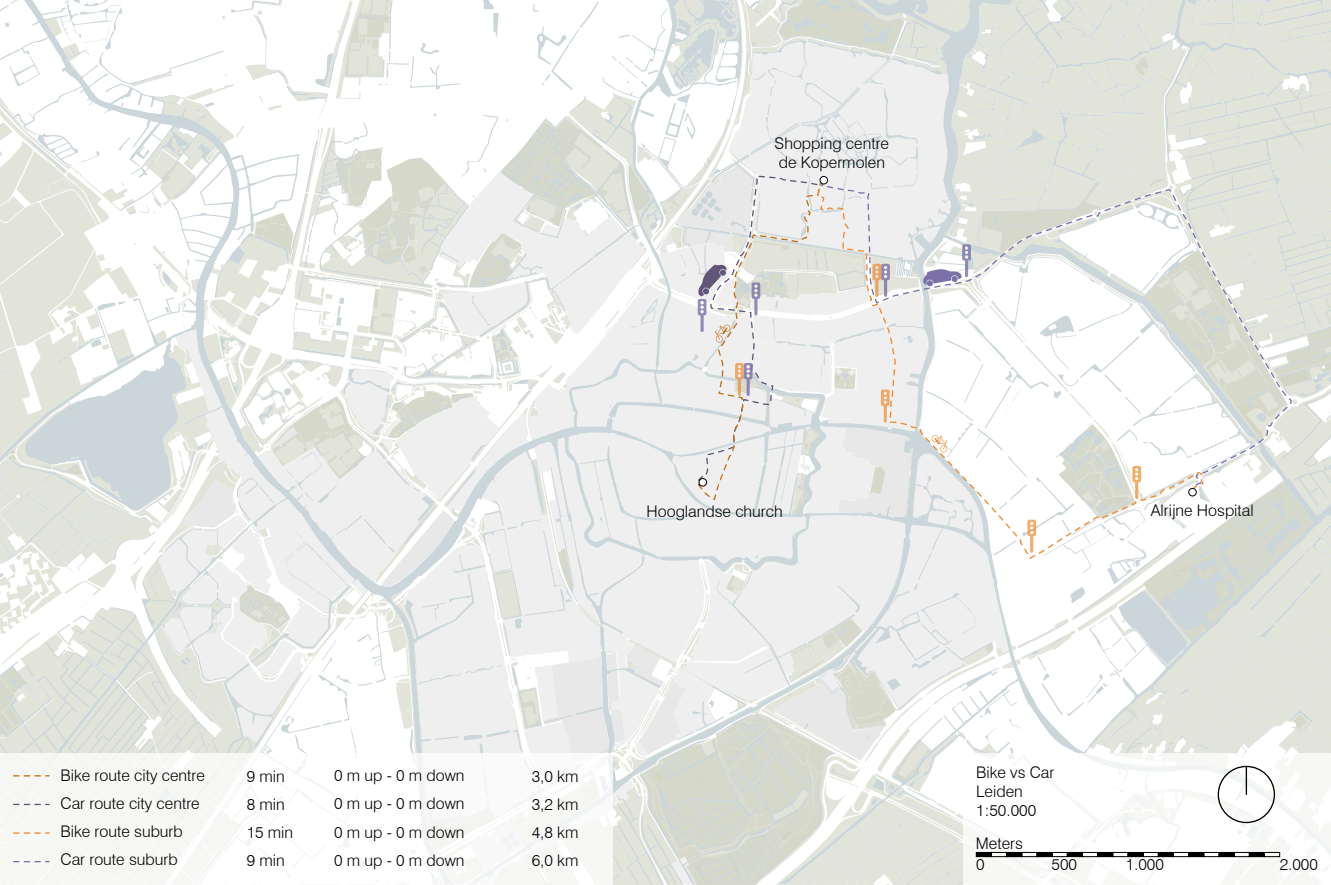 Shopping centre
de Kopermolen
Hooglandse church
Alrijne Hospital
Bike route city centre 9 min 0 m up - 0 m down 3,0 km
Car route city centre 8 min 0 m up - 0 m down 3,2 km
Bike route suburb 15 min 0 m up - 0 m down 4,8 km
Car route suburb 9 min 0 m up - 0 m down 6,0 km
Bike vs Car
Leiden
1:50.000
Meters
0 500 1.000 2.000